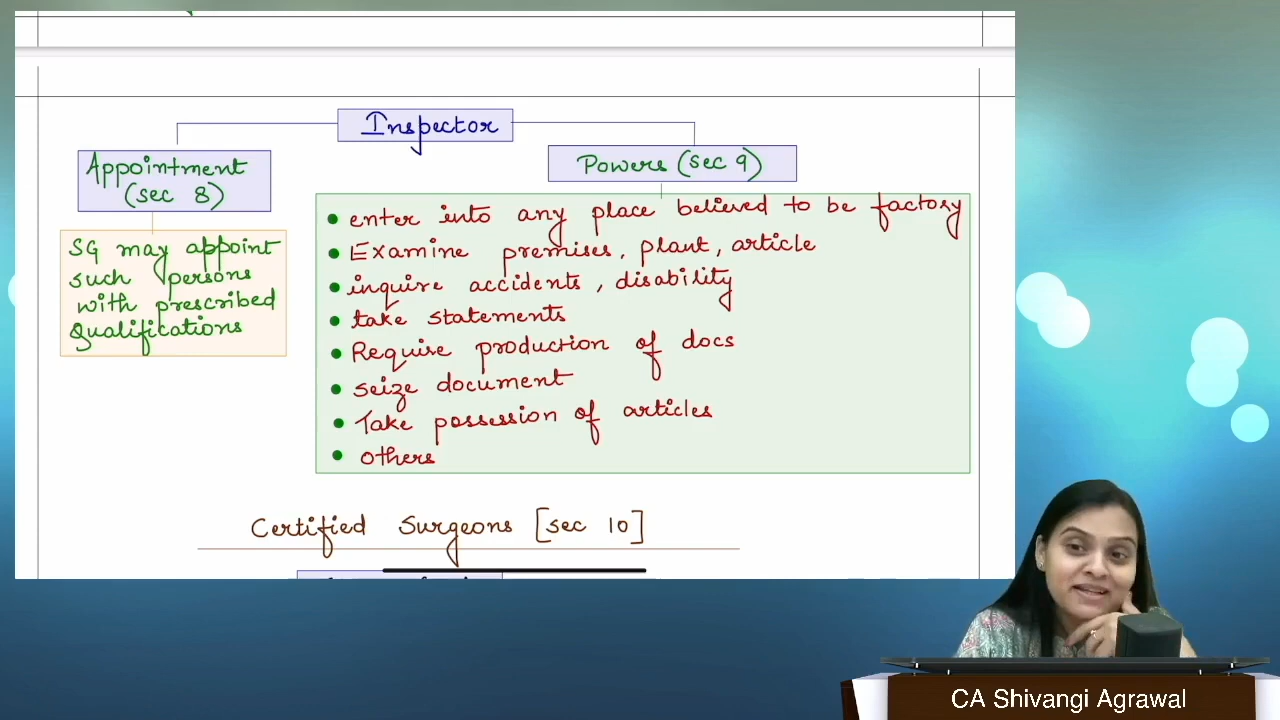 Inspector
Appointment
(sec 8)
SG may appoint
such persons
with prescribed
Qualifications
Powers (sec 9)
• enter into any place believed to be factory
• Examine premises, plant, article
• inquire accidents, disability
• take statements
• Require production of docs
• seize document
• Take possession of articles
• others
Certified Surgeons [sec 10]
CA Shivangi Agrawal